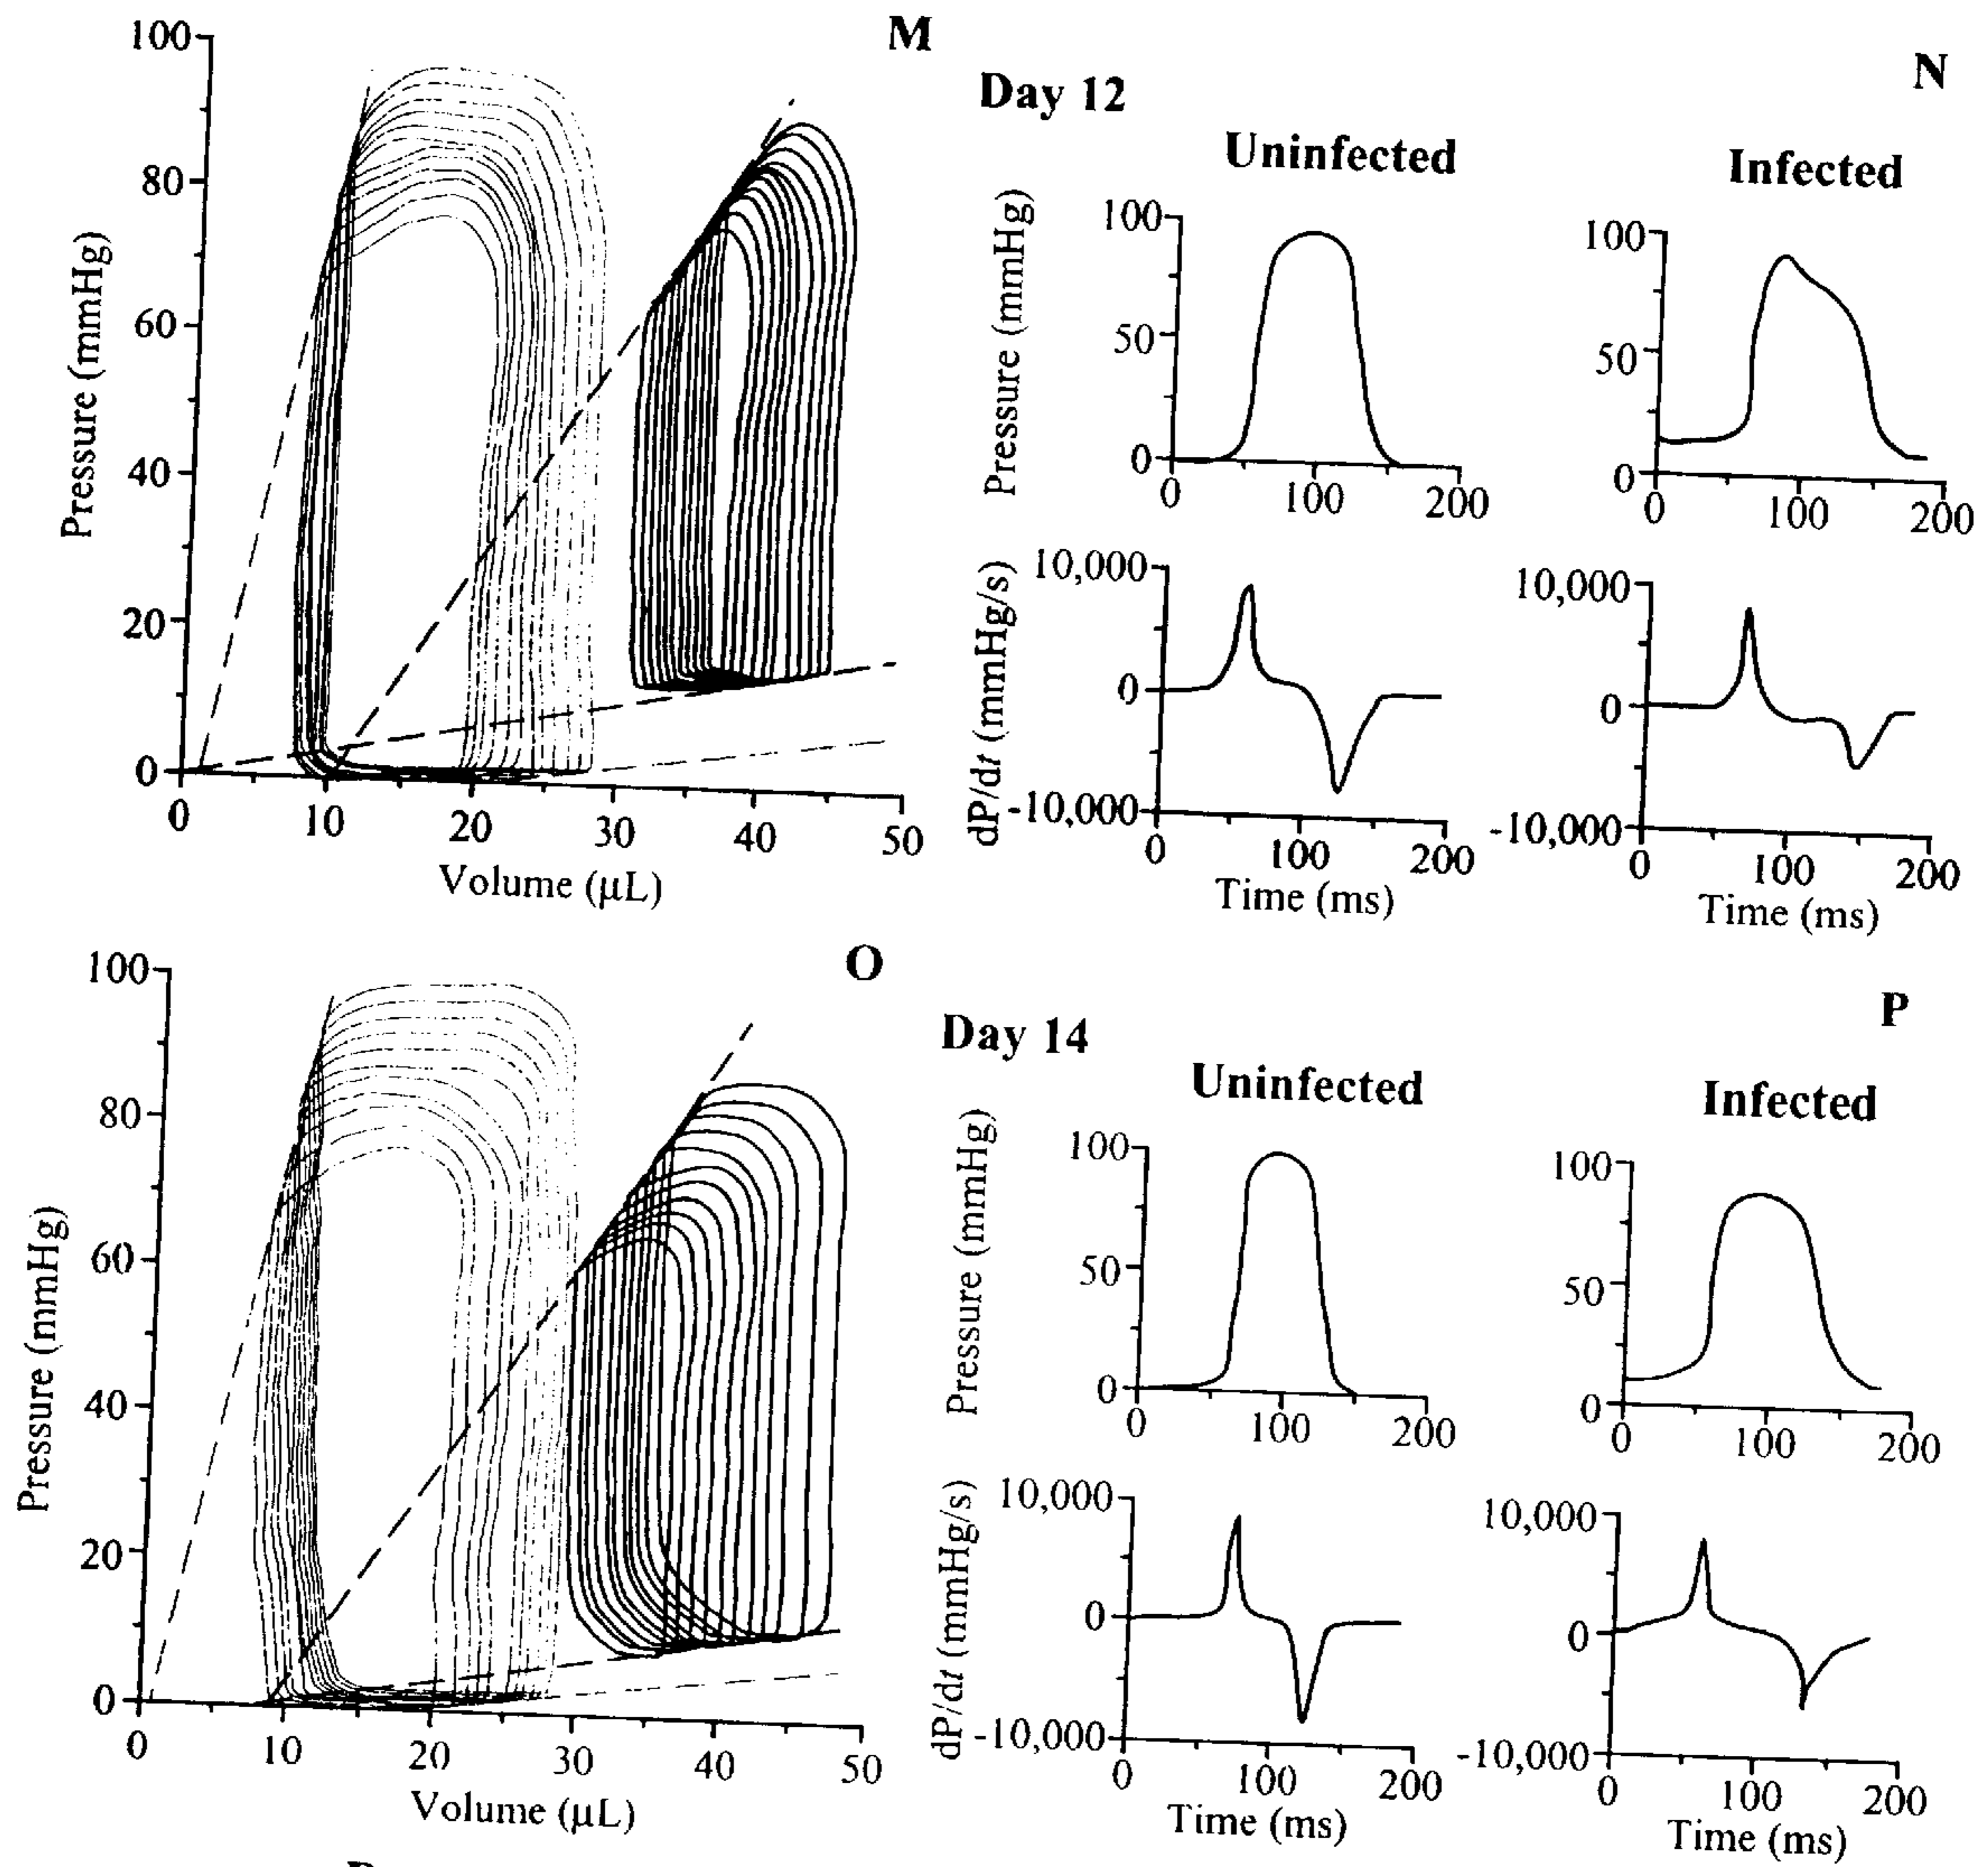 M
100
80
60
40
20
0
Pressure (mmHg)
0 10 20 30 40 50
Volume (μL)
Day 12
N
Uninfected
Infected
Pressure (mmHg)
100
50
0
0 100 200
100
50
0
0 100 200
dP/dt (mmHg/s)
10,000
0
-10,000
0 100 200
Time (ms)
10,000
0
-10,000
0 100 200
Time (ms)
O
100
80
60
40
20
0
Pressure (mmHg)
0 10 20 30 40 50
Volume (μL)
Day 14
P
Uninfected
Infected
Pressure (mmHg)
100
50
0
0 100 200
100
50
0
0 100 200
dP/dt (mmHg/s)
10,000
0
-10,000
0 100 200
Time (ms)
10,000
0
-10,000
0 100 200
Time (ms)